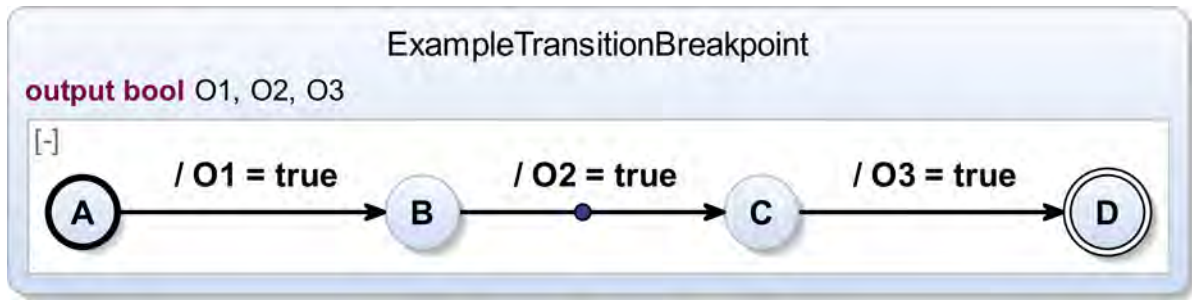 ExampleTransitionBreakpoint
output bool O1, O2, O3
[-]
/ O1 = true / O2 = true / O3 = true
A B C D